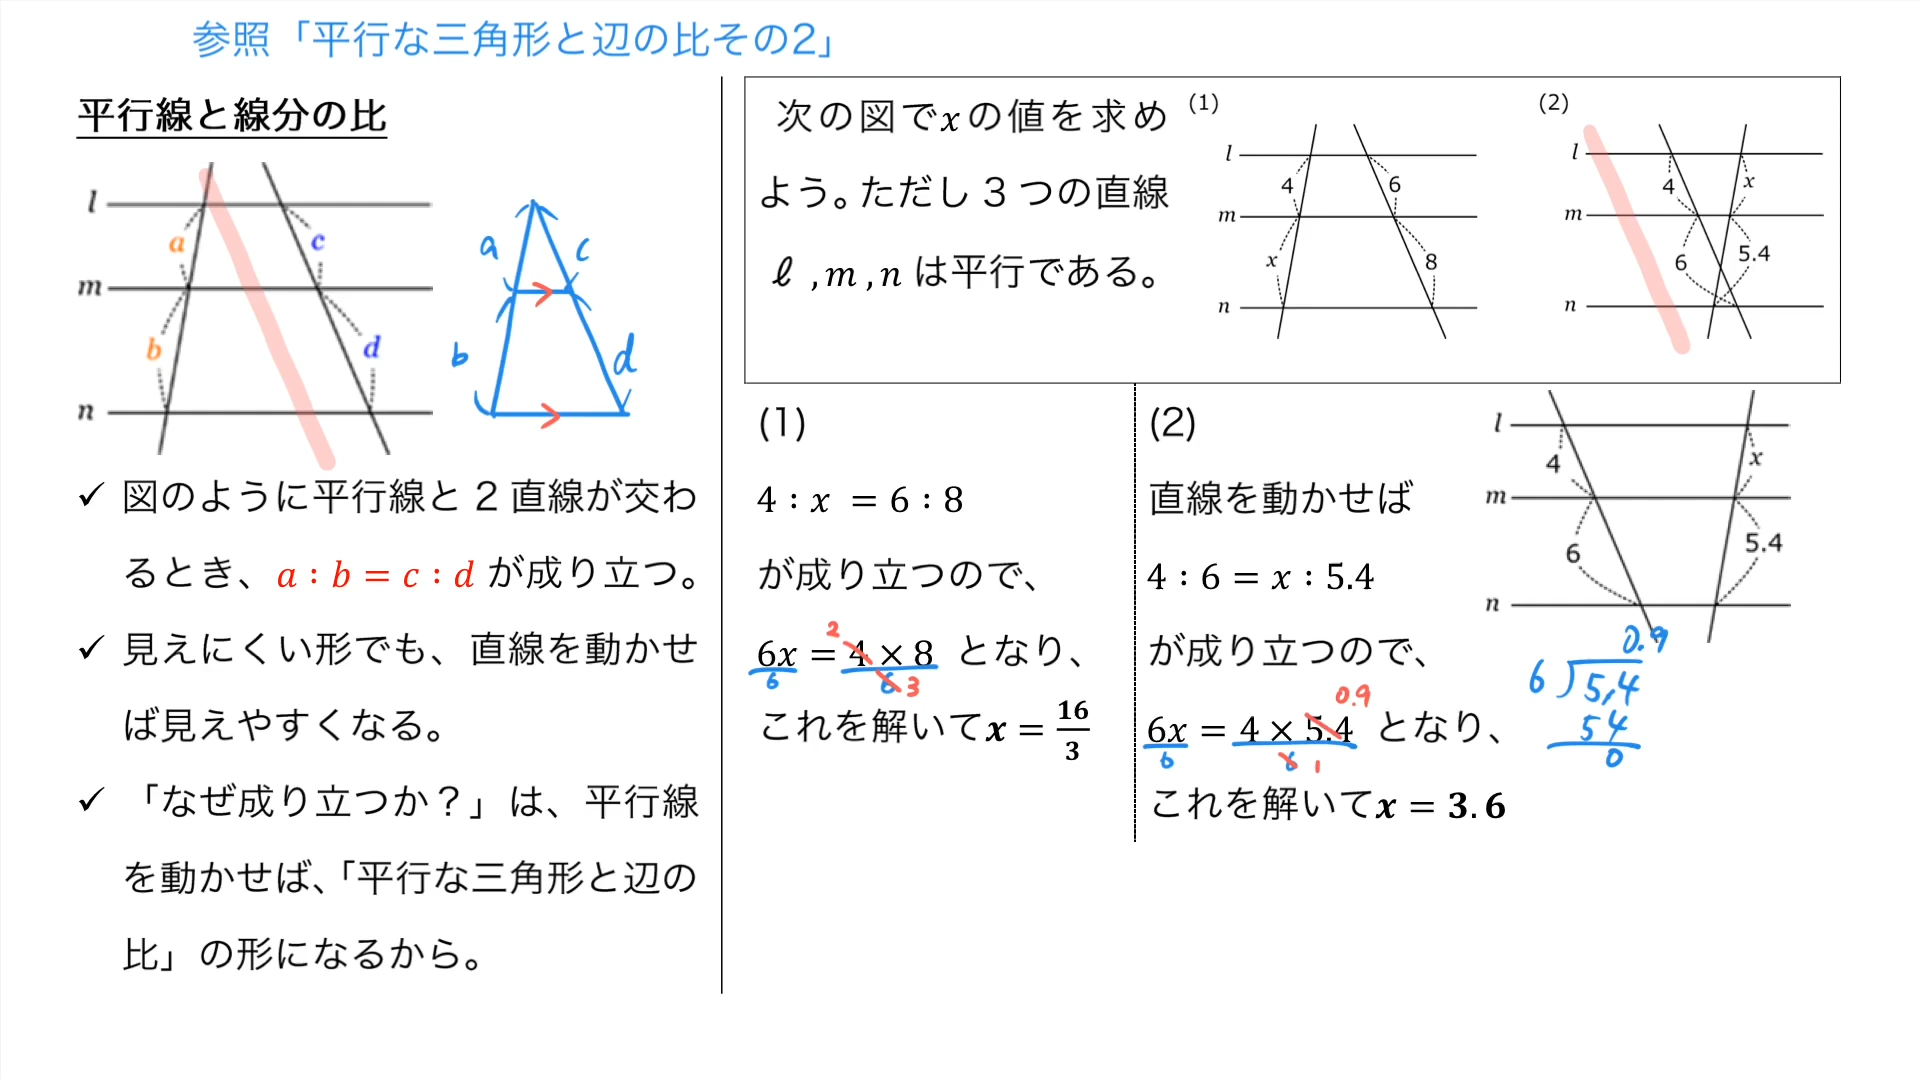 参照「平行な三角形と辺の比その2」
平行線と線分の比
l
a
c
m
b
d
n
a
c
b
d
✓ 図のように平行線と２直線が交わ
るとき、a : b = c : d が成り立つ。
✓ 見えにくい形でも、直線を動かせ
ば見えやすくなる。
✓ 「なぜ成り立つか？」は、平行線
を動かせば、「平行な三角形と辺の
比」の形になるから。
次の図でxの値を求め
よう。ただし３つの直線
ℓ , m , n は平行である。
(1)
l
4
6
m
x
8
n
(2)
l
4
x
m
6
5.4
n
(1)
4 : x = 6 : 8
が成り立つので、
2
6x = 4 × 8 となり、
6
6 3
これを解いてx = 16/3
(2)
直線を動かせば
4 : 6 = x : 5.4
が成り立つので、
0.9
6x = 4 × 5.4 となり、
6
6 1
これを解いてx = 3.6
l
4
x
m
6
5.4
n
0.9
6 ) 5.4
54
0